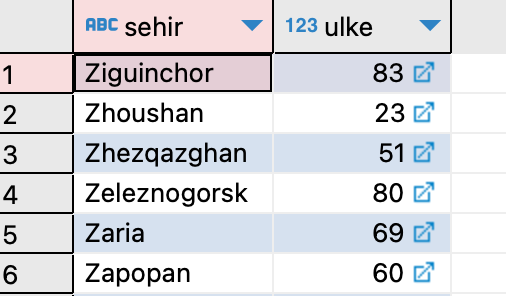 ABC sehir 123 ulke
1 Ziguinchor 83
2 Zhoushan 23
3 Zhezqazghan 51
4 Zeleznogorsk 80
5 Zaria 69
6 Zapopan 60